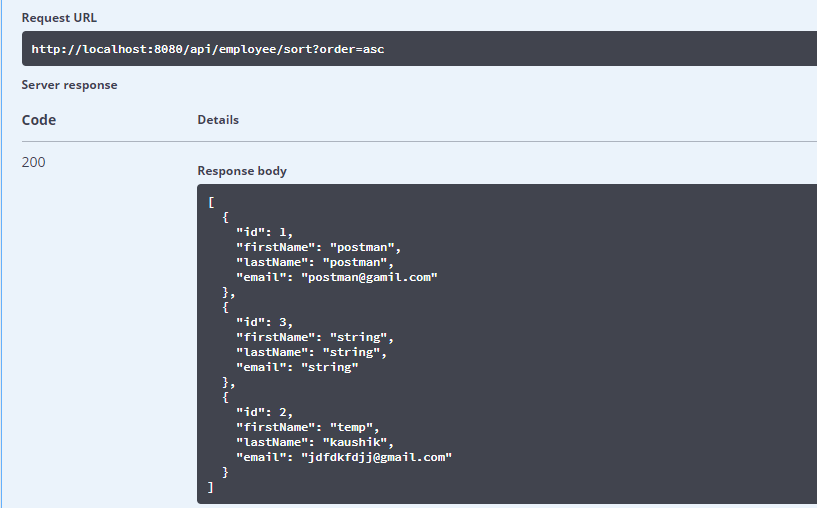 Request URL
http://localhost:8080/api/employee/sort?order=asc
Server response
Code Details
200
Response body
[
  {
    "id": 1,
    "firstName": "postman",
    "lastName": "postman",
    "email": "postman@gamil.com"
  },
  {
    "id": 3,
    "firstName": "string",
    "lastName": "string",
    "email": "string"
  },
  {
    "id": 2,
    "firstName": "temp",
    "lastName": "kaushik",
    "email": "jdfdkfdjj@gmail.com"
  }
]